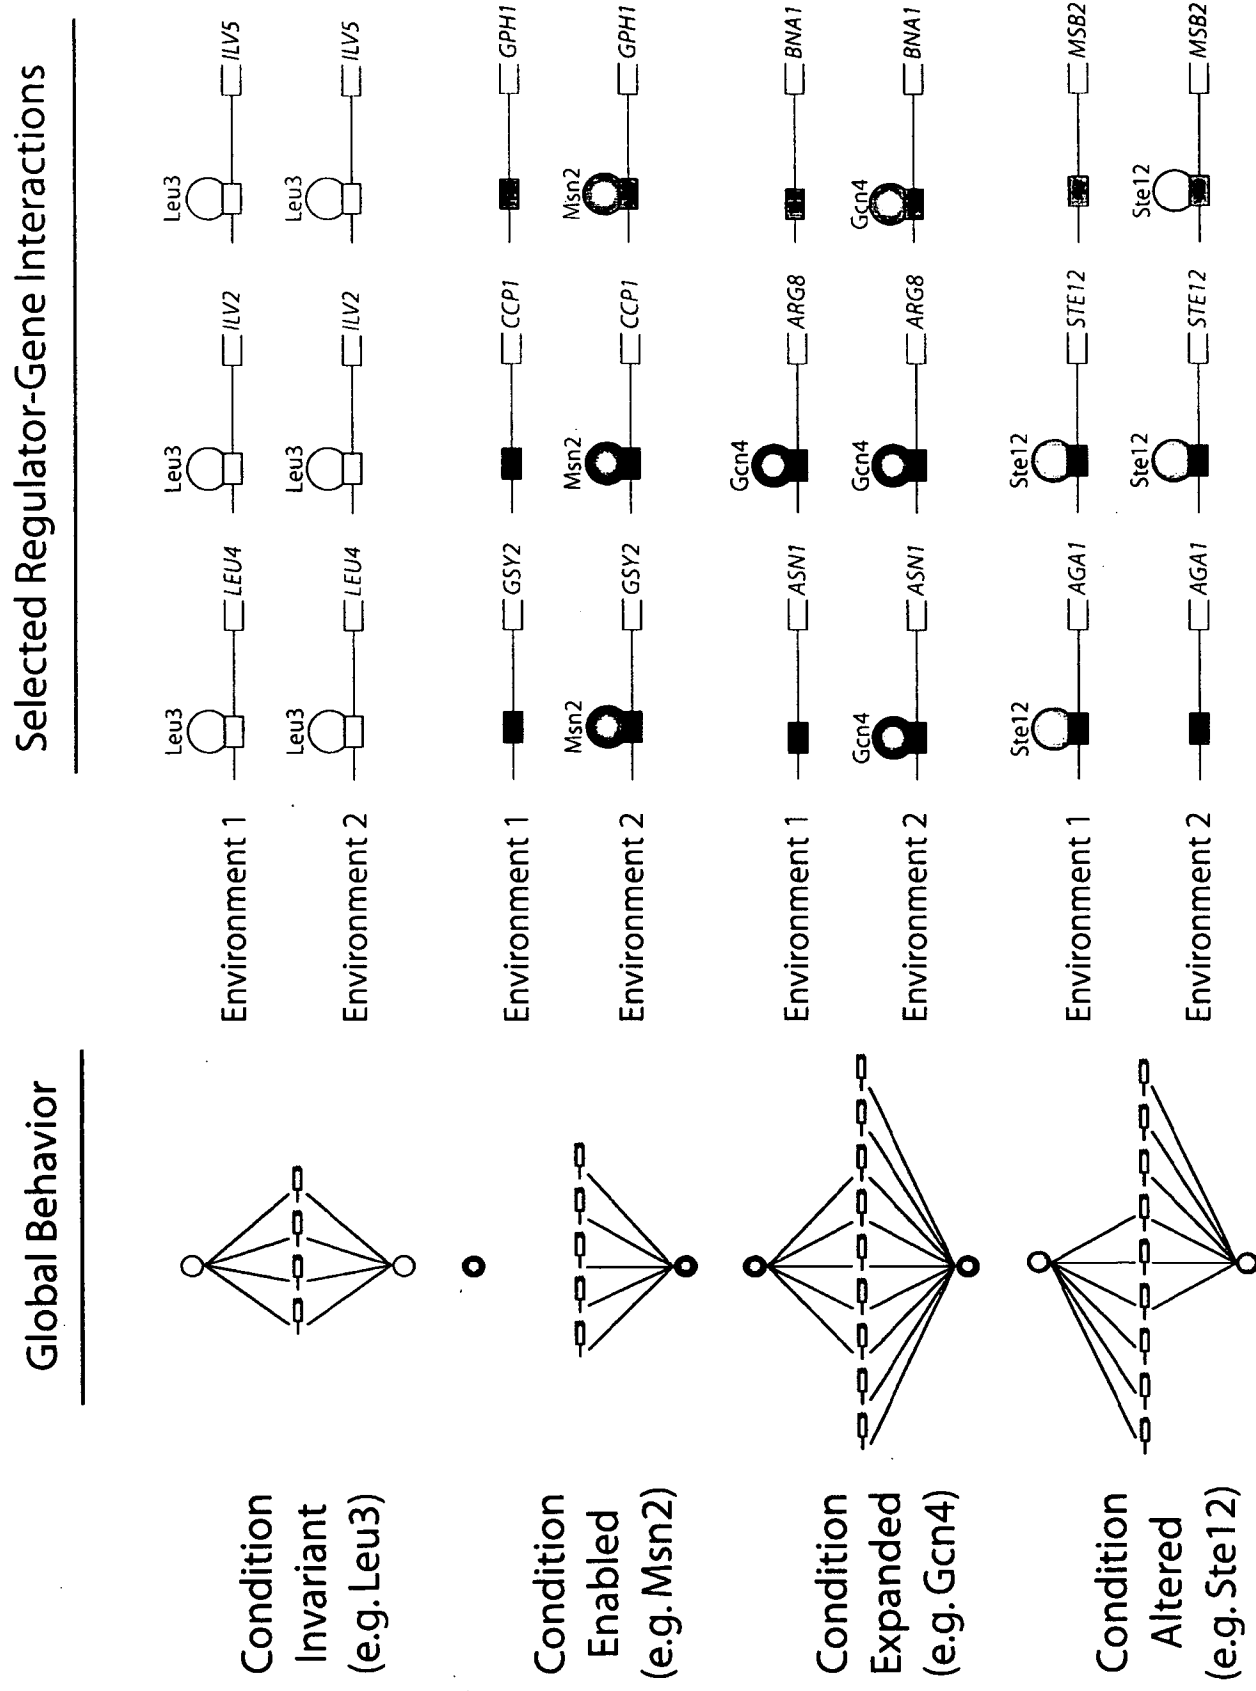 Global Behavior
Selected Regulator-Gene Interactions
Condition
Invariant
(e.g. Leu3)
Environment 1
Leu3
LEU4
Leu3
ILV2
Leu3
ILV5
Environment 2
Leu3
LEU4
Leu3
ILV2
Leu3
ILV5
Condition
Enabled
(e.g. Msn2)
Environment 1
GSY2
CCP1
GPH1
Environment 2
Msn2
GSY2
Msn2
CCP1
Msn2
GPH1
Condition
Expanded
(e.g. Gcn4)
Environment 1
ASN1
Gcn4
ARG8
BNA1
Environment 2
Gcn4
ASN1
Gcn4
ARG8
Gcn4
BNA1
Condition
Altered
(e.g. Ste12)
Environment 1
Ste12
AGA1
Ste12
STE12
MSB2
Environment 2
AGA1
Ste12
STE12
Ste12
MSB2